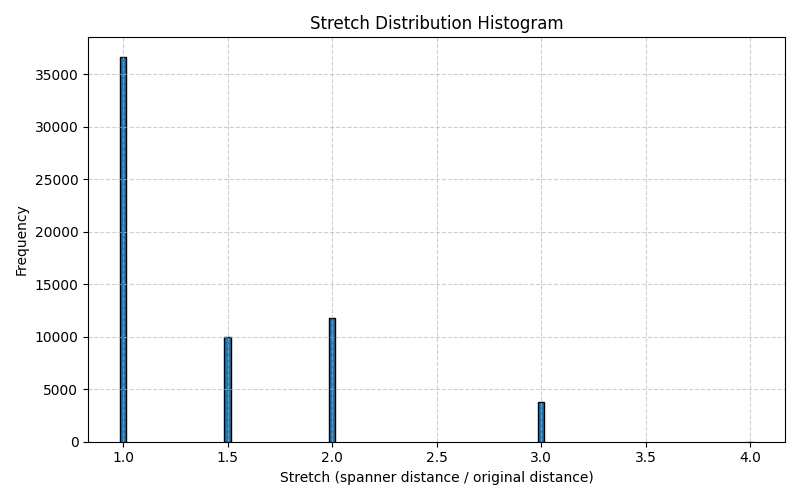 Stretch Distribution Histogram
35000
30000
25000
20000
15000
10000
5000
0
Frequency
1.0 1.5 2.0 2.5 3.0 3.5 4.0
Stretch (spanner distance / original distance)